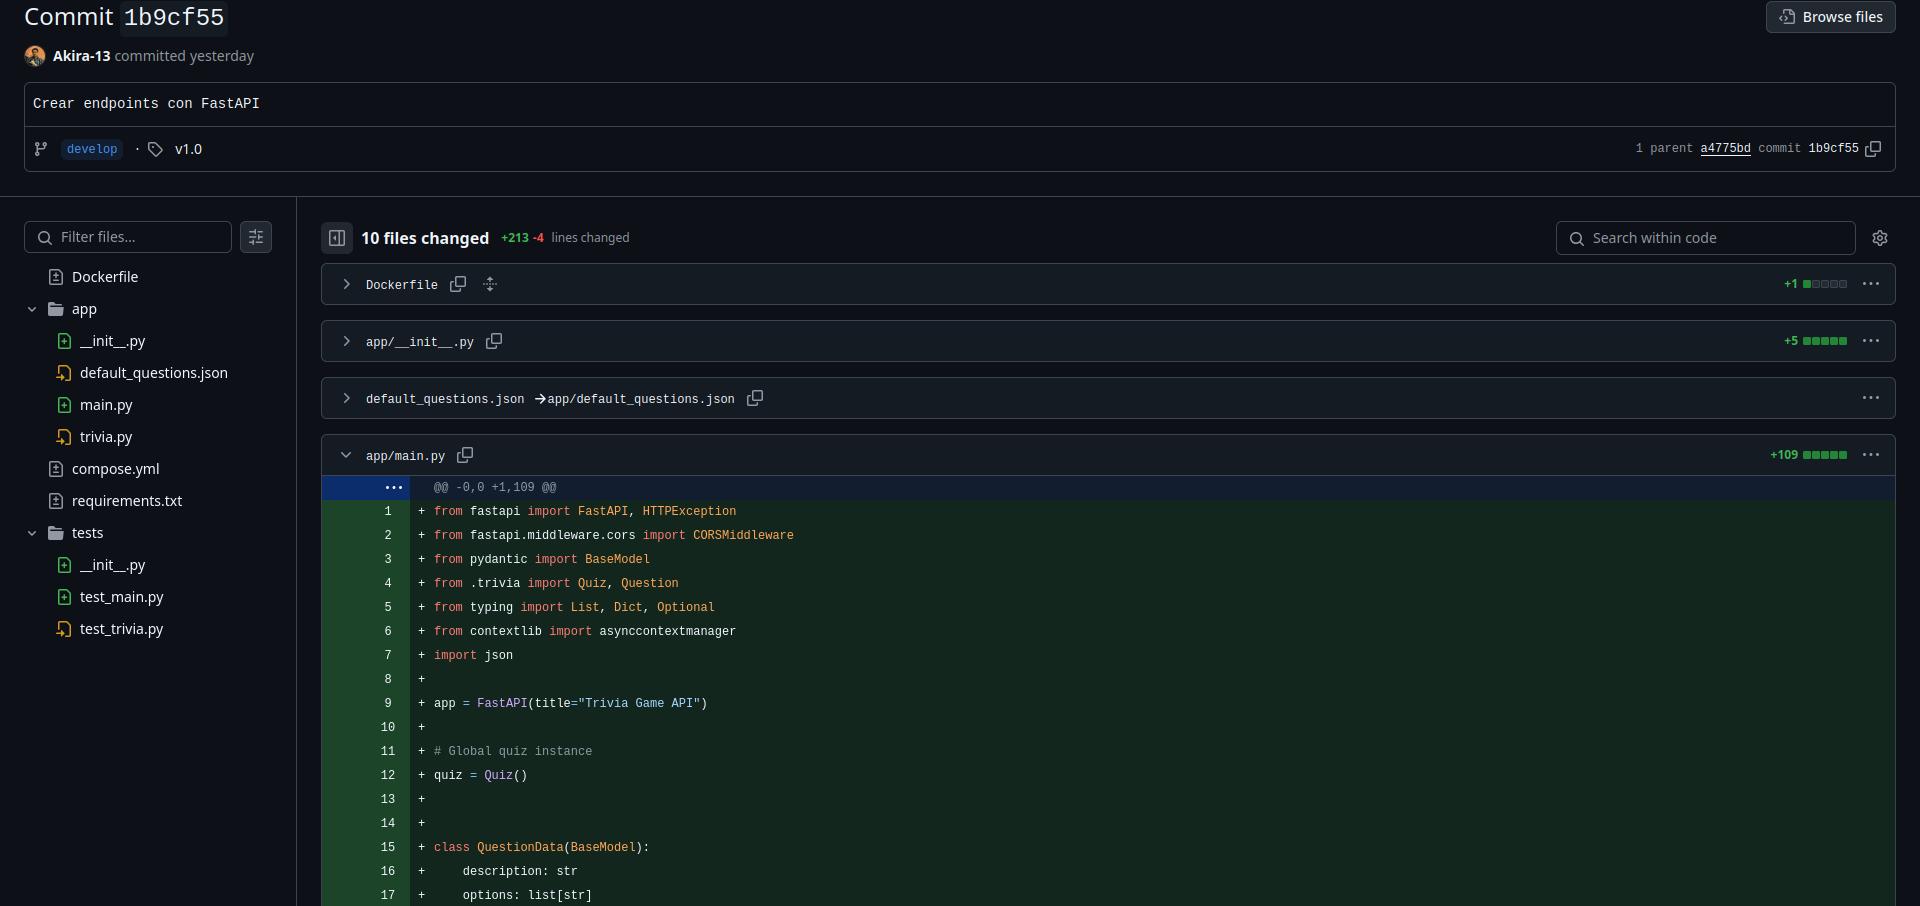 Commit 1b9cf55
Browse files
Akira-13 committed yesterday
Crear endpoints con FastAPI
develop · v1.0
1 parent a4775bd commit 1b9cf55
Filter files...
Dockerfile
app
__init__.py
default_questions.json
main.py
trivia.py
compose.yml
requirements.txt
tests
__init__.py
test_main.py
test_trivia.py
10 files changed +213 -4 lines changed
Search within code
Dockerfile +1
app/__init__.py +5
default_questions.json →app/default_questions.json
app/main.py +109
@@ -0,0 +1,109 @@
1 + from fastapi import FastAPI, HTTPException
2 + from fastapi.middleware.cors import CORSMiddleware
3 + from pydantic import BaseModel
4 + from .trivia import Quiz, Question
5 + from typing import List, Dict, Optional
6 + from contextlib import asynccontextmanager
7 + import json
8 +
9 + app = FastAPI(title="Trivia Game API")
10 +
11 + # Global quiz instance
12 + quiz = Quiz()
13 +
14 +
15 + class QuestionData(BaseModel):
16 +     description: str
17 +     options: list[str]